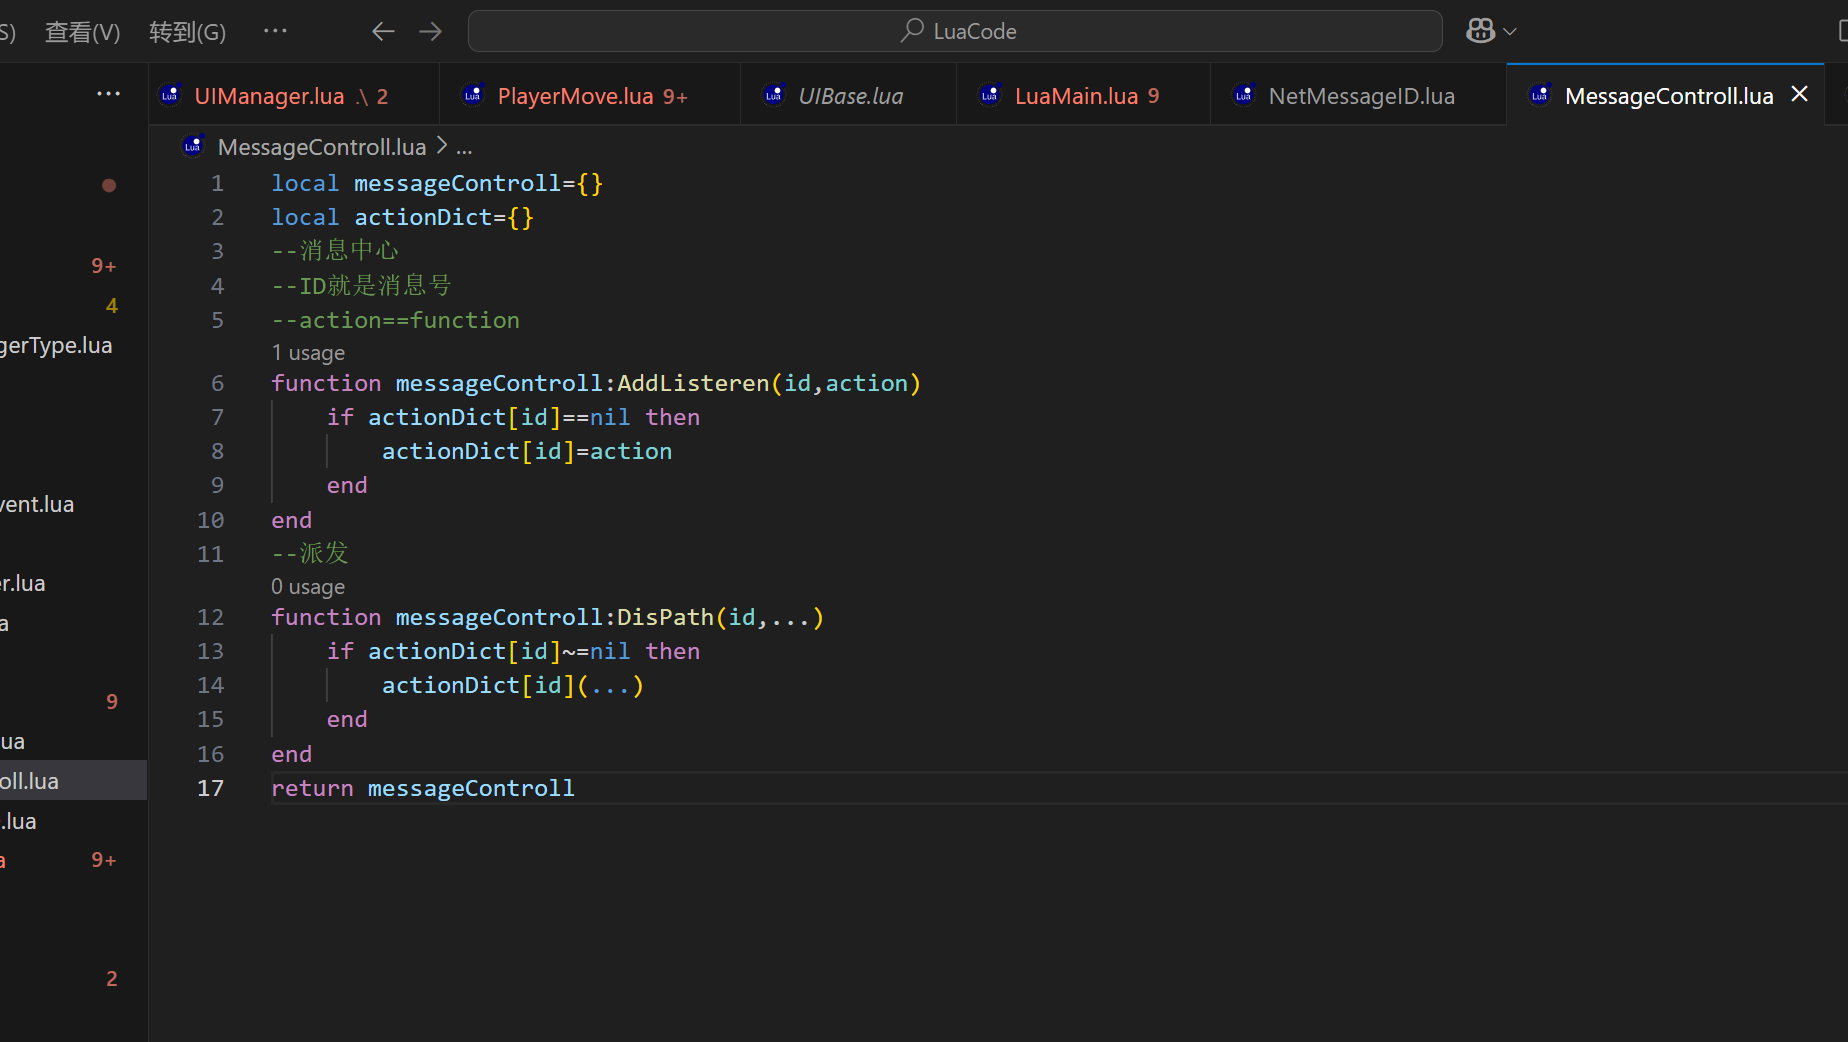 S) 查看(V) 转到(G) ··· ← → LuaCode
··· UIManager.lua .\ 2 PlayerMove.lua 9+ UIBase.lua LuaMain.lua 9 NetMessageID.lua MessageControll.lua ×
MessageControll.lua > ...
1 local messageControll={}
2 local actionDict={}
3 --消息中心
4 --ID就是消息号
5 --action==function
1 usage
6 function messageControll:AddListeren(id,action)
7 if actionDict[id]==nil then
8 actionDict[id]=action
9 end
10 end
11 --派发
0 usage
12 function messageControll:DisPath(id,...)
13 if actionDict[id]~=nil then
14 actionDict[id](...)
15 end
16 end
17 return messageControll
9+
4
gerType.lua
vent.lua
er.lua
a
9
ua
oll.lua
.lua
a 9+
2